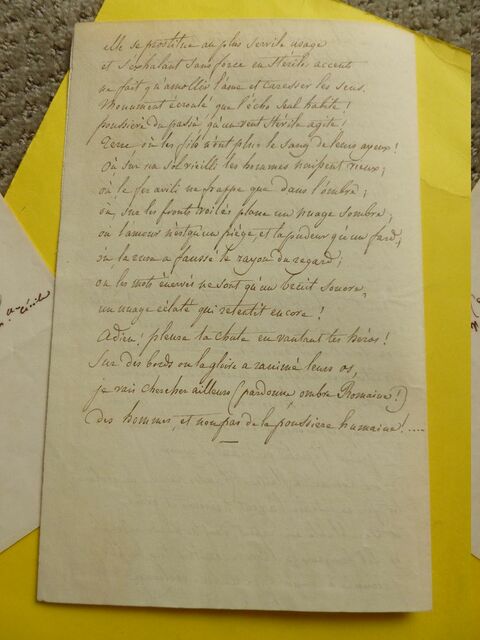 elle se prostitue au plus servile usage
et s'exhalant sans force en stériles accents
ne fait qu'amollir l'âme et caresser les sens.
Monument écroulé que l'écho seul habite!
poussière du passé qu'un vent stérile agite!
Terre où les fils n'ont plus le sang de leurs ayeux!
Où sur un sol vieilli les hommes naissent vieux;
où le fer avili ne frappe que dans l'ombre;
où sur les fronts voilés plane un nuage sombre;
où l'amour n'est qu'un piège, et la pudeur qu'un fard;
où la ruse a faussé le rayon du regard;
où les mots énervés ne sont qu'un bruit sonore,
un nuage éclaté qui retentit encore!
Adieu! pleure ta chute en vantant tes héros!
Sur des bords où la gloire a ranimé leurs os,
je vais chercher ailleurs (pardonne ombre Romaine!)
des hommes, et non pas de la poussière humaine!....